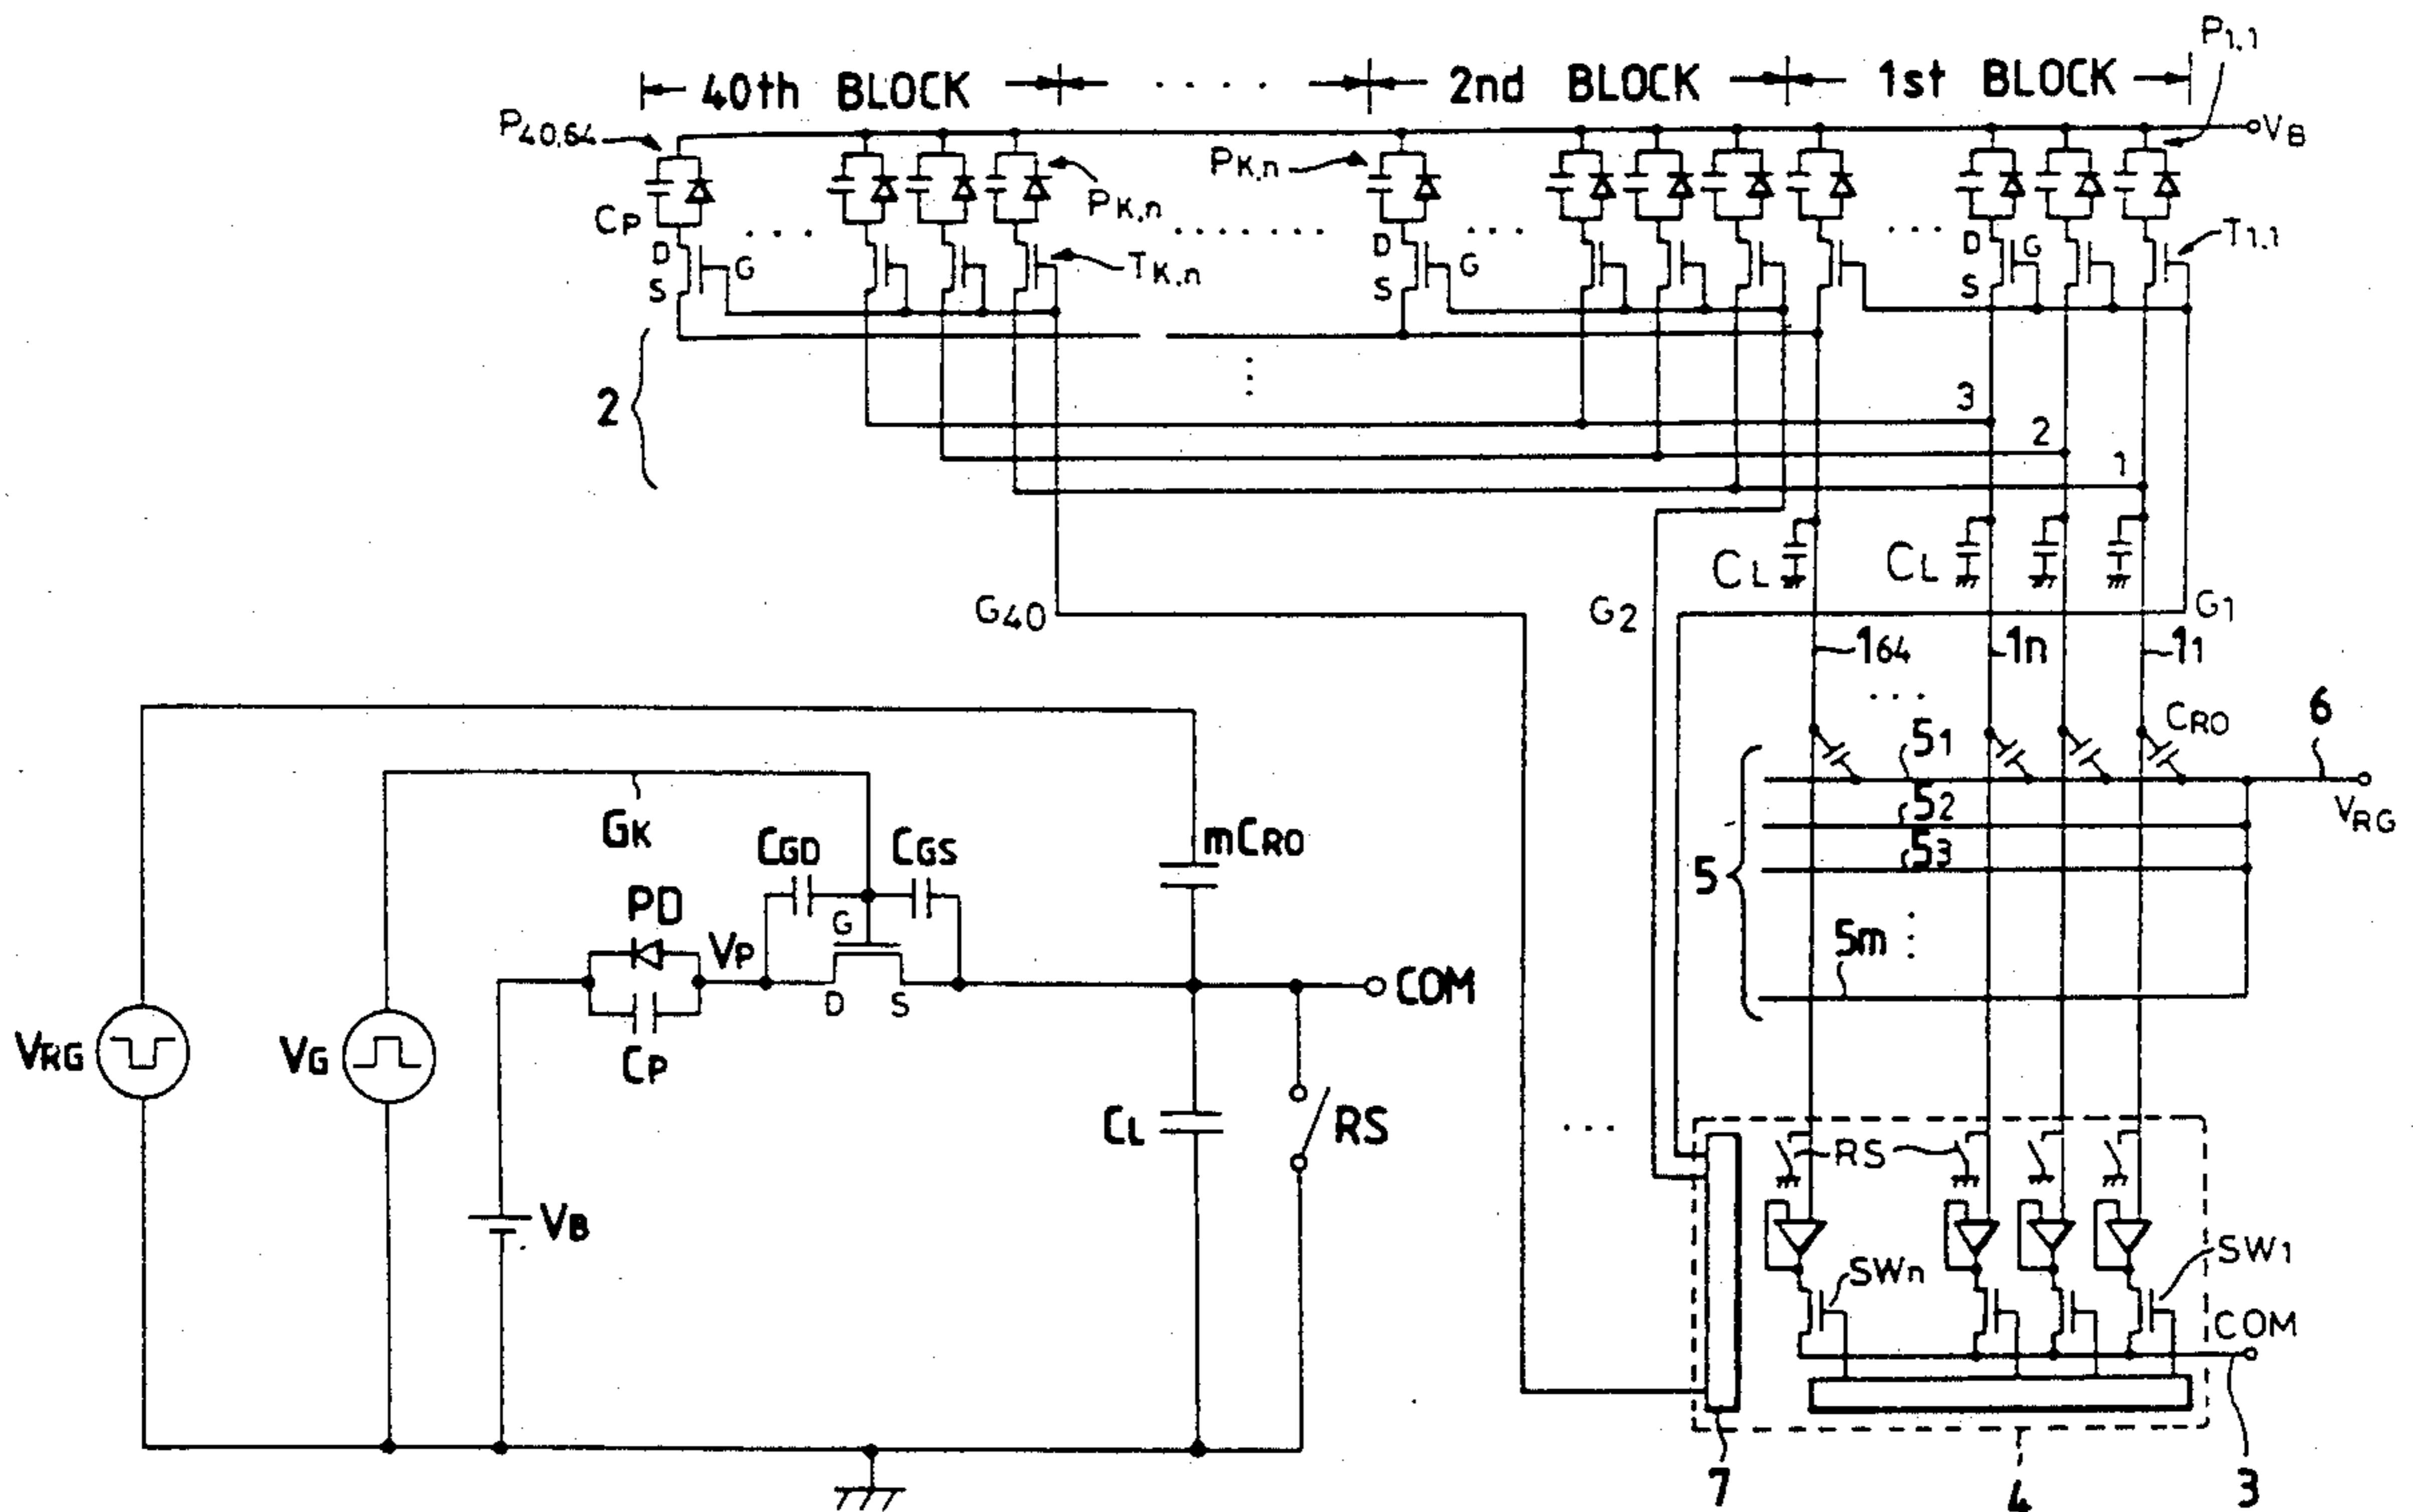 P1,1
40th BLOCK . . . . 2nd BLOCK 1st BLOCK
P40,64 VB
PK,n PK,n
CP . . . . . . . . . . . . . . . .
D G S TK,n D G S D G S T1,1
2
3
2
1
CL CL
G40 G2 G1
164 1n 11
. . .
CRO 6
51
VRG
52
53
5
5m
GK
CGD CGS mCRO
PD G
VP
D S COM
VRG VG CP
CL RS
. . .
RS
VB
SWn SW1
COM
7 4 3